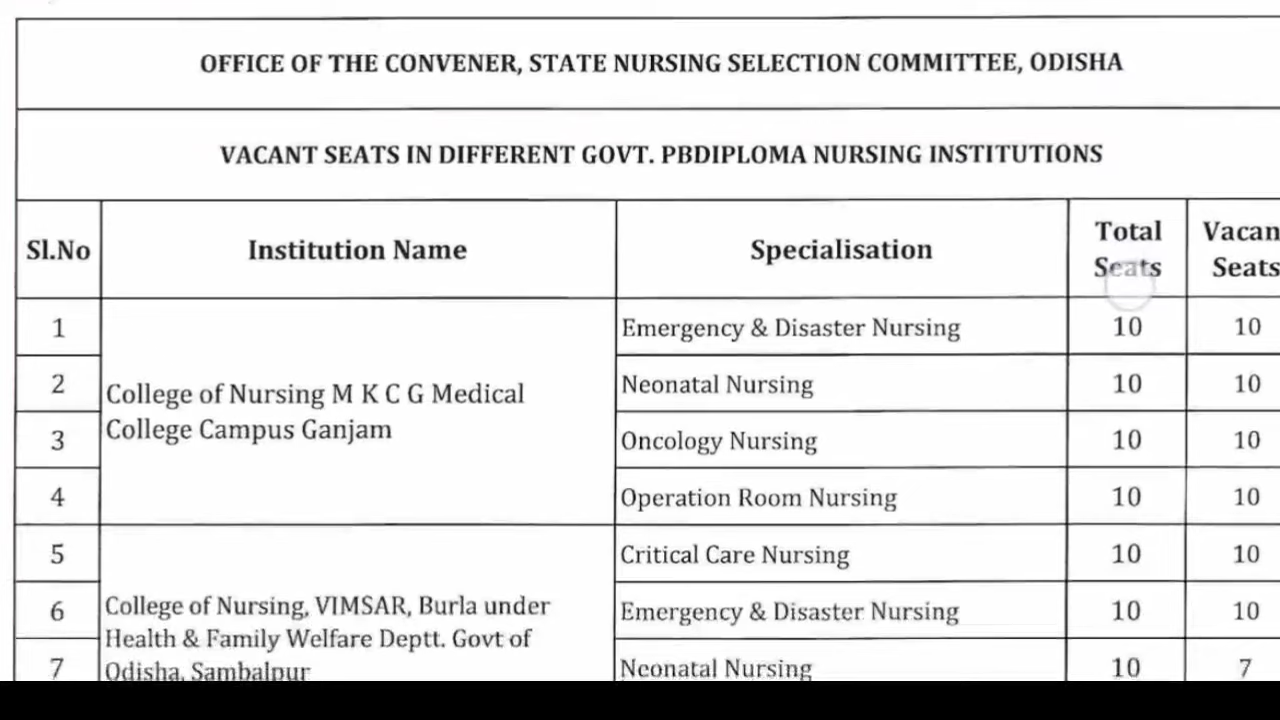 OFFICE OF THE CONVENER, STATE NURSING SELECTION COMMITTEE, ODISHA
VACANT SEATS IN DIFFERENT GOVT. PBDIPLOMA NURSING INSTITUTIONS
Sl.No Institution Name Specialisation Total Seats Vacan Seats
1 Emergency & Disaster Nursing 10 10
2 Neonatal Nursing 10 10
College of Nursing M K C G Medical
College Campus Ganjam
3 Oncology Nursing 10 10
4 Operation Room Nursing 10 10
5 Critical Care Nursing 10 10
6 Emergency & Disaster Nursing 10 10
College of Nursing, VIMSAR, Burla under
Health & Family Welfare Deptt. Govt of
Odisha, Sambalpur
7 Neonatal Nursing 10 7